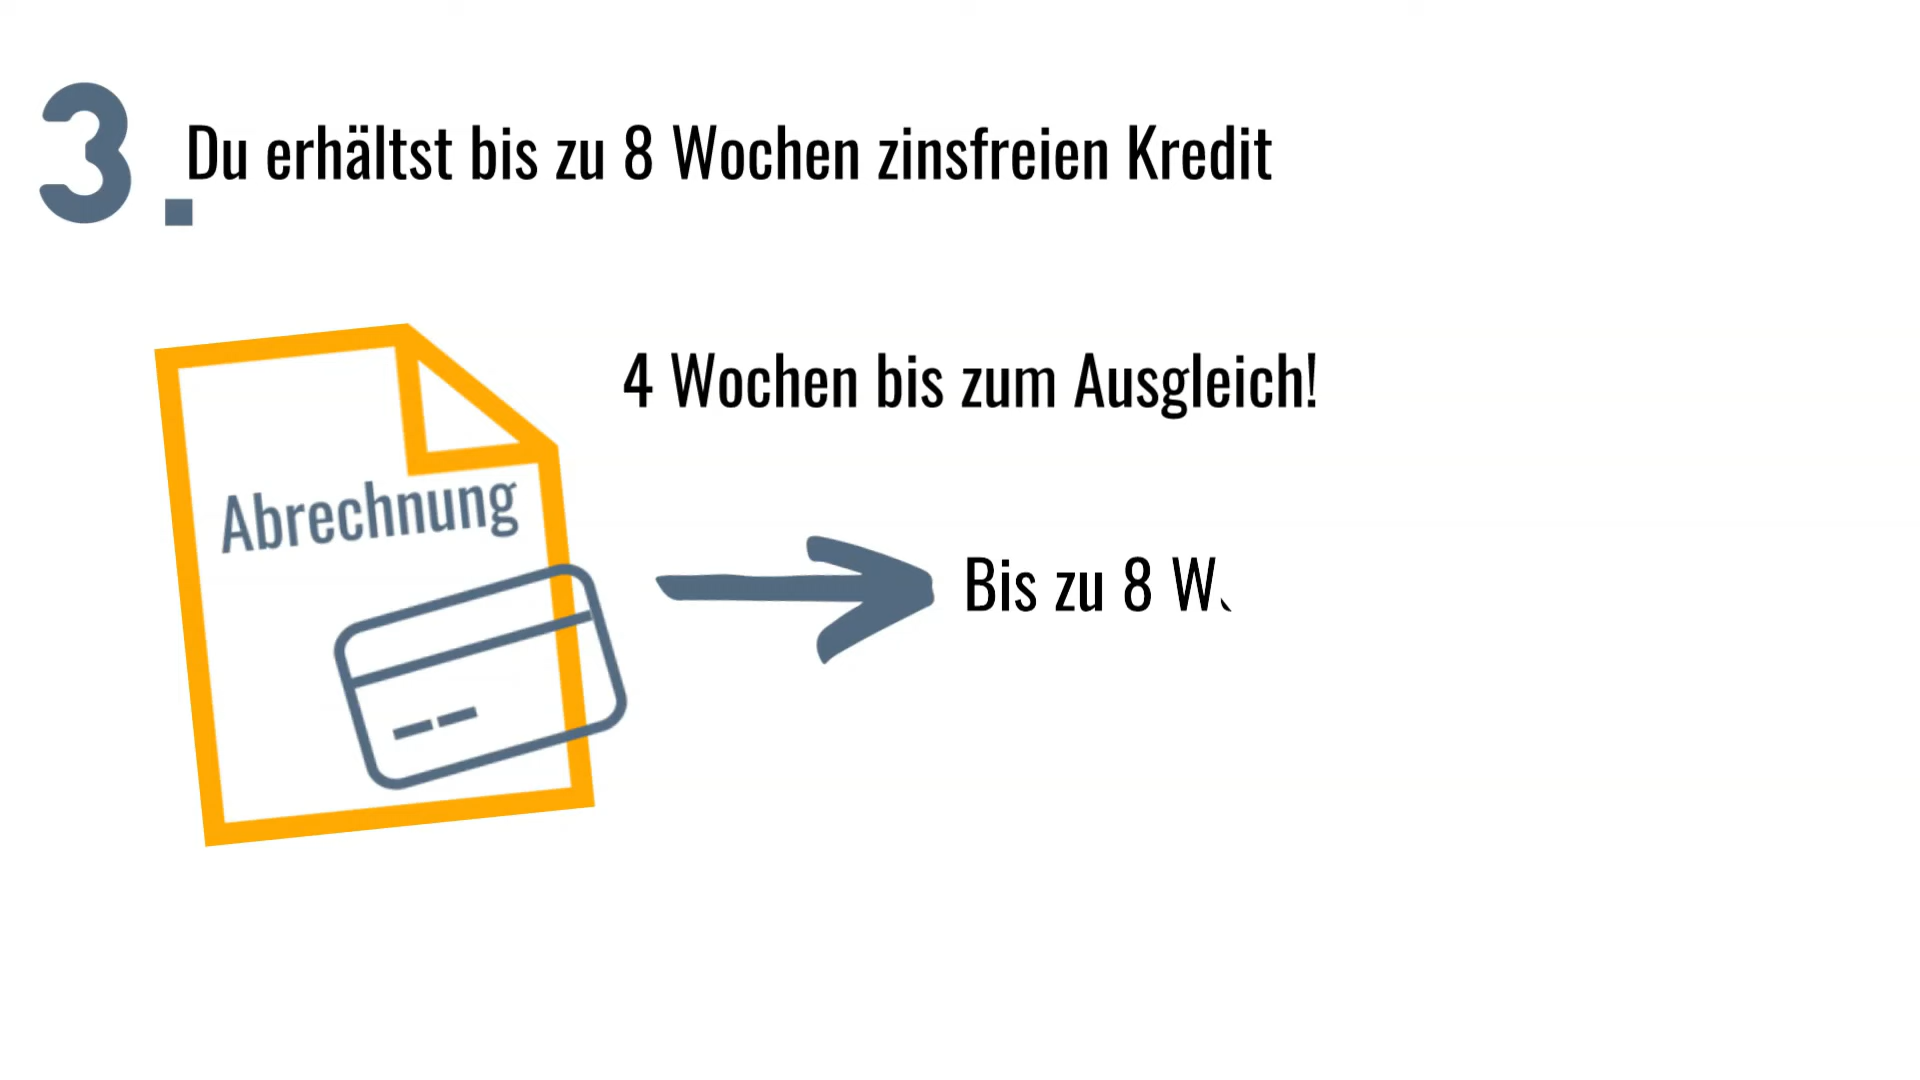 3. Du erhältst bis zu 8 Wochen zinsfreien Kredit
4 Wochen bis zum Ausgleich!
Abrechnung
Bis zu 8 W